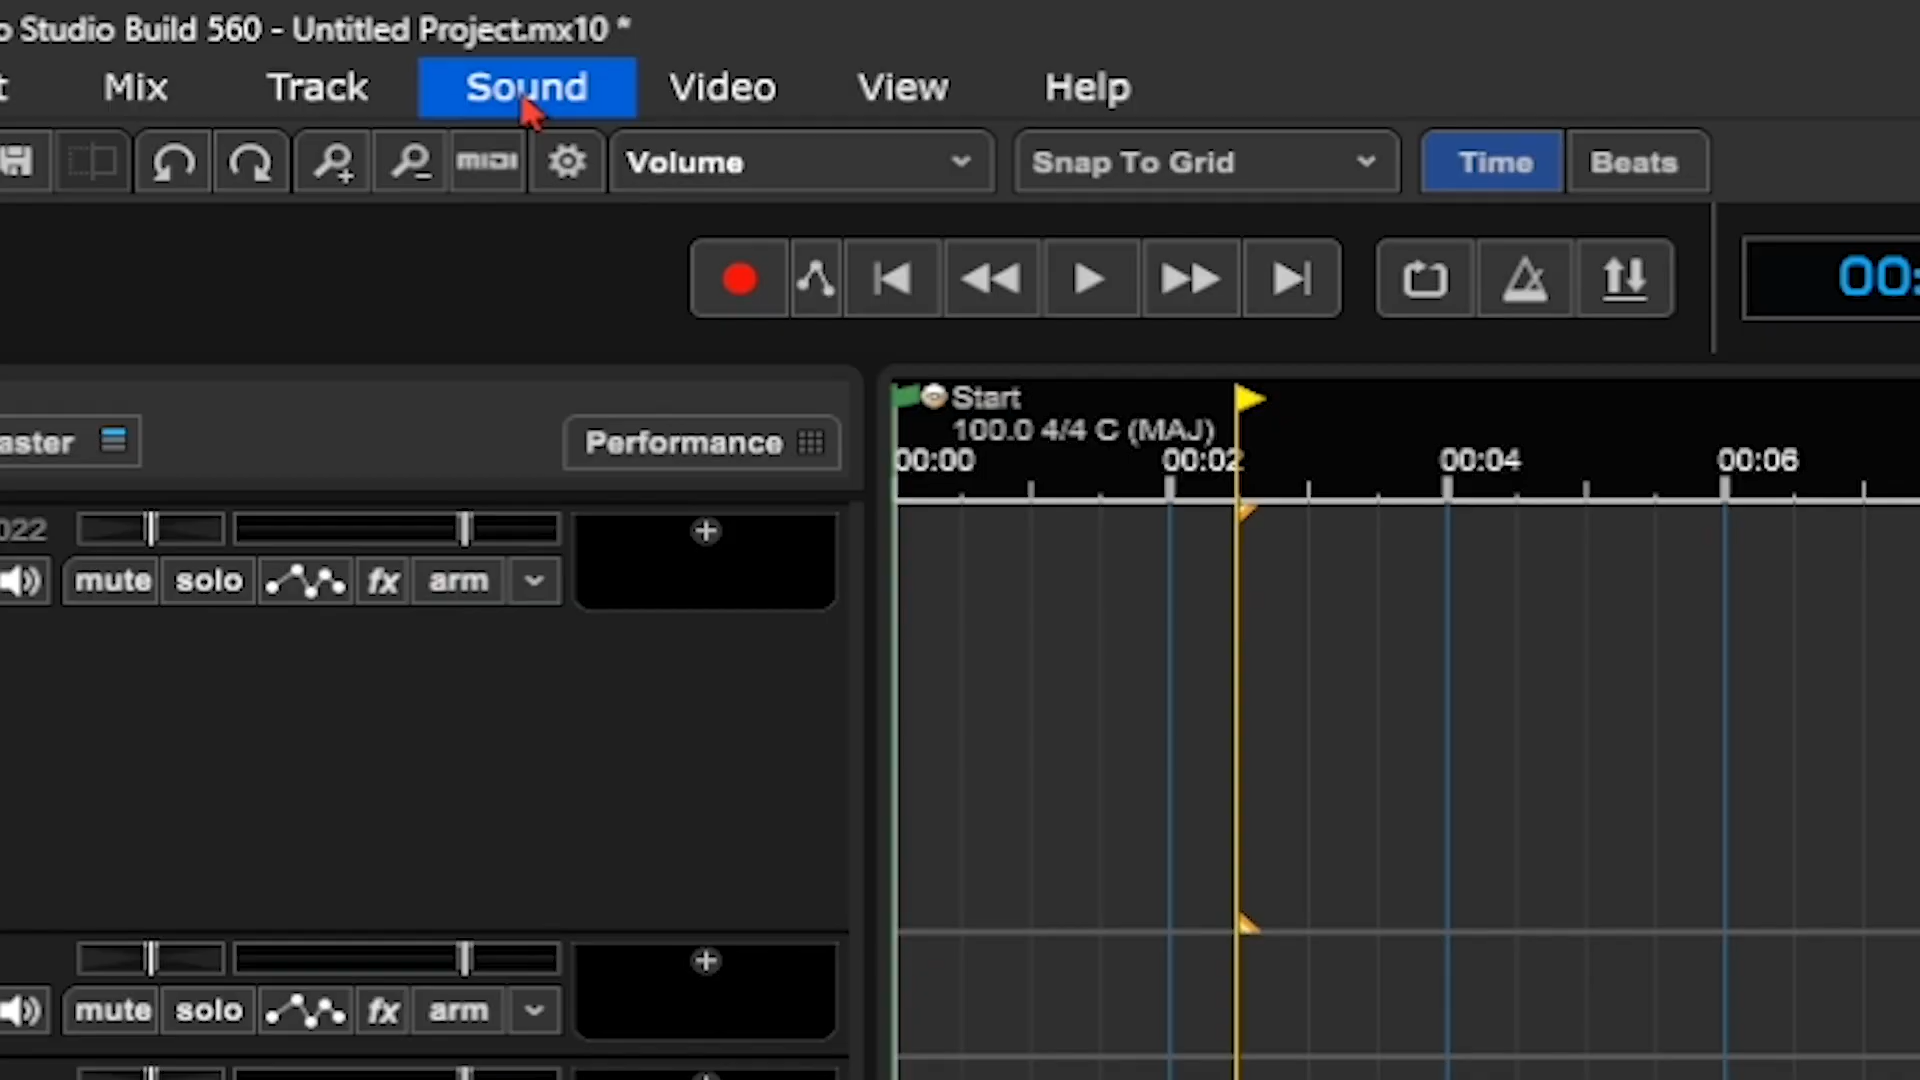 o Studio Build 560 - Untitled Project.mx10 *
t Mix Track Sound Video View Help
MIDI Volume Snap To Grid Time Beats
00:
Start
100.0 4/4 C (MAJ)
aster Performance
00:00 00:02 00:04 00:06
022
mute solo fx arm
mute solo fx arm